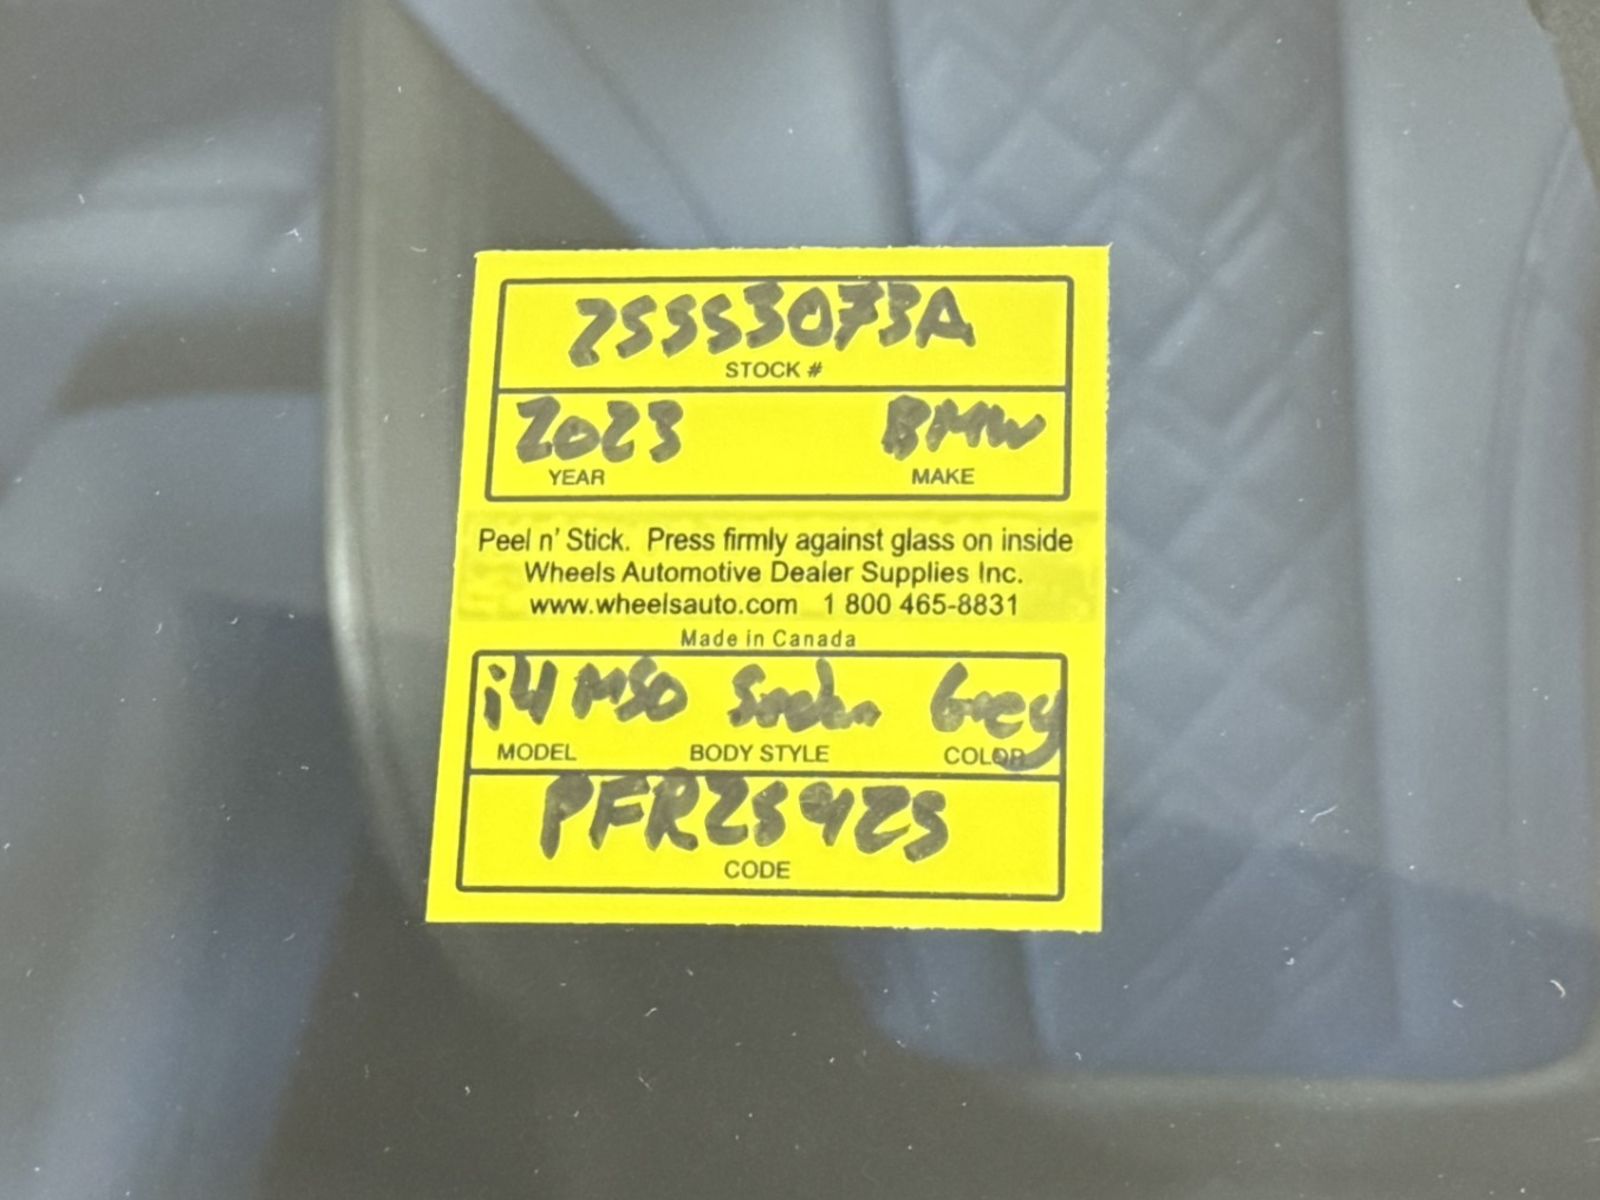 25SS3073A
STOCK #
2023 BMW
YEAR MAKE
Peel n' Stick. Press firmly against glass on inside
Wheels Automotive Dealer Supplies Inc.
www.wheelsauto.com 1 800 465-8831
Made in Canada
i4 M50 Sedan Grey
MODEL BODY STYLE COLOR
PFR25425
CODE